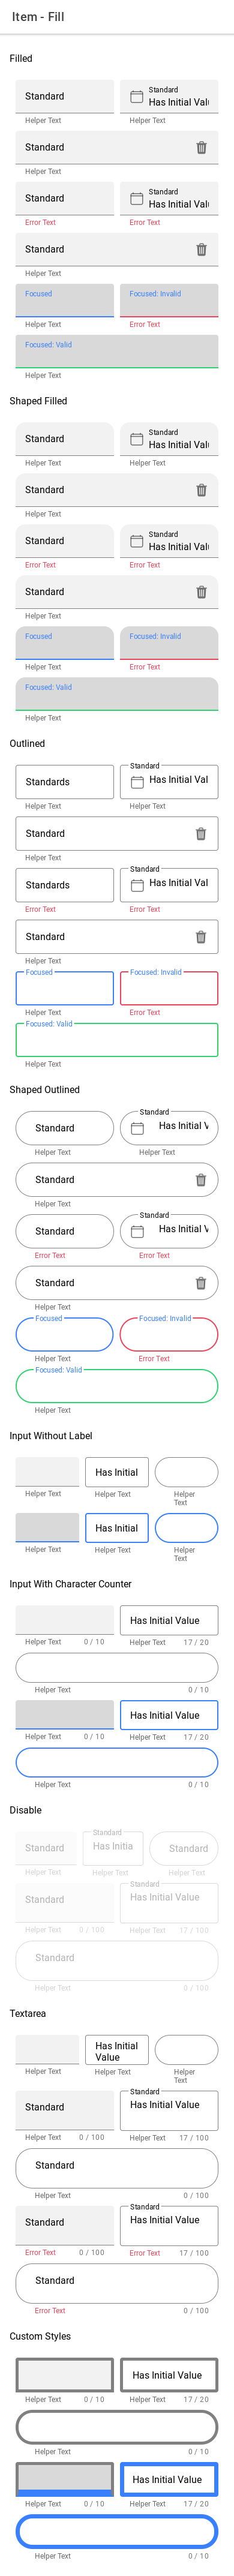 Item - Fill
Filled
Standard
Standard
Has Initial Valu
Helper Text
Helper Text
Standard
Helper Text
Standard
Standard
Has Initial Valu
Error Text
Error Text
Standard
Helper Text
Focused
Focused: Invalid
Helper Text
Error Text
Focused: Valid
Helper Text
Shaped Filled
Standard
Standard
Has Initial Valu
Helper Text
Helper Text
Standard
Helper Text
Standard
Standard
Has Initial Valu
Error Text
Error Text
Standard
Helper Text
Focused
Focused: Invalid
Helper Text
Error Text
Focused: Valid
Helper Text
Outlined
Standards
Standard
Has Initial Val
Helper Text
Helper Text
Standard
Helper Text
Standards
Standard
Has Initial Val
Error Text
Error Text
Standard
Helper Text
Focused
Focused: Invalid
Helper Text
Error Text
Focused: Valid
Helper Text
Shaped Outlined
Standard
Standard
Has Initial V
Helper Text
Helper Text
Standard
Helper Text
Standard
Standard
Has Initial V
Error Text
Error Text
Standard
Helper Text
Focused
Focused: Invalid
Helper Text
Error Text
Focused: Valid
Helper Text
Input Without Label
Has Initial
Helper Text
Helper Text
Helper
Text
Has Initial
Helper Text
Helper Text
Helper
Text
Input With Character Counter
Has Initial Value
Helper Text 0 / 10
Helper Text 17 / 20
Helper Text 0 / 10
Has Initial Value
Helper Text 0 / 10
Helper Text 17 / 20
Helper Text 0 / 10
Disable
Standard
Standard
Has Initia
Standard
Helper Text
Helper Text
Helper Text
Standard
Standard
Has Initial Value
Helper Text 0 / 100
Helper Text 17 / 100
Standard
Helper Text 0 / 100
Textarea
Has Initial
Value
Helper Text
Helper Text
Helper
Text
Standard
Standard
Has Initial Value
Helper Text 0 / 100
Helper Text 17 / 100
Standard
Helper Text 0 / 100
Standard
Standard
Has Initial Value
Error Text 0 / 100
Error Text 17 / 100
Standard
Error Text 0 / 100
Custom Styles
Has Initial Value
Helper Text 0 / 10
Helper Text 17 / 20
Helper Text 0 / 10
Has Initial Value
Helper Text 0 / 10
Helper Text 17 / 20
Helper Text 0 / 10